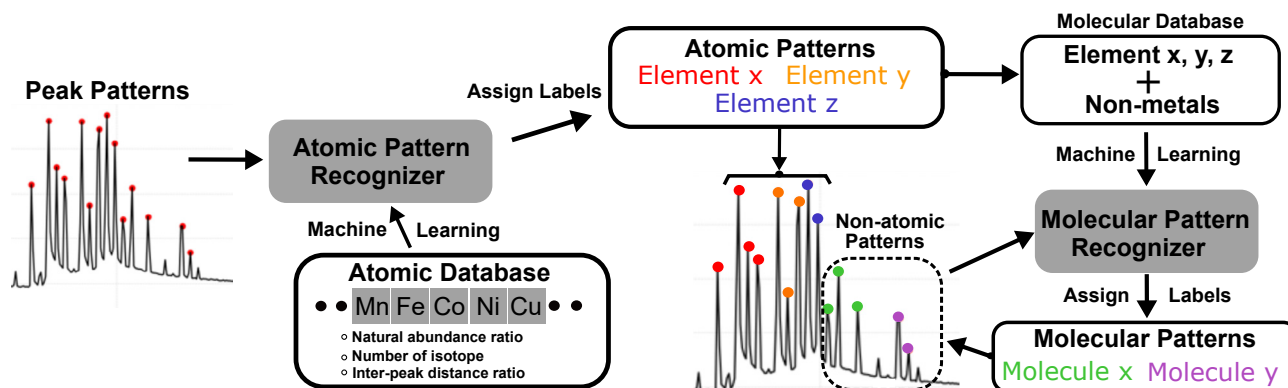 Peak Patterns
Atomic Pattern
Recognizer
Machine Learning
Atomic Database
Mn Fe Co Ni Cu
Natural abundance ratio
Number of isotope
Inter-peak distance ratio
Assign Labels
Atomic Patterns
Element x Element y
Element z
Molecular Database
Element x, y, z
+
Non-metals
Machine Learning
Non-atomic
Patterns
Molecular Pattern
Recognizer
Assign Labels
Molecular Patterns
Molecule x Molecule y